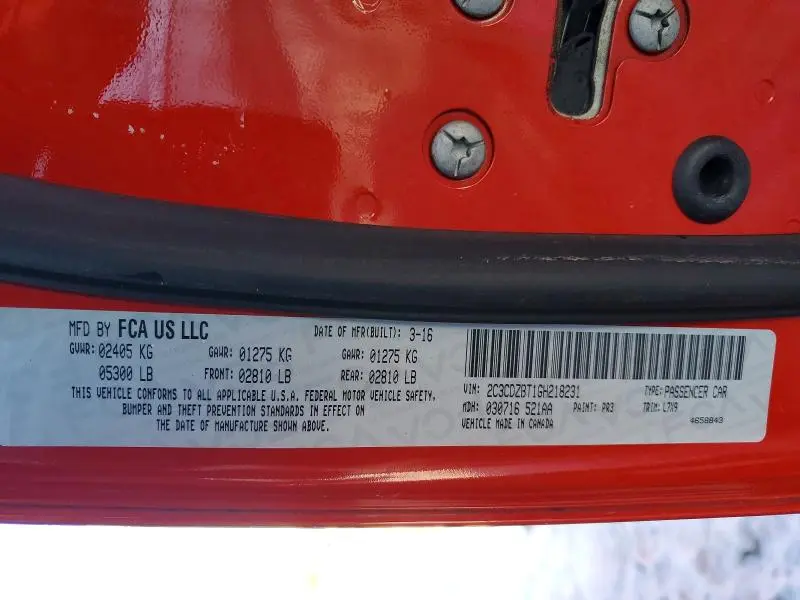 MFD BY FCA US LLC DATE OF MFR(BUILT): 3-16
GVWR: 02405 KG GAWR: 01275 KG GAWR: 01275 KG
05300 LB FRONT: 02810 LB REAR: 02810 LB
THIS VEHICLE CONFORMS TO ALL APPLICABLE U.S.A. FEDERAL MOTOR VEHICLE SAFETY,
BUMPER AND THEFT PREVENTION STANDARDS IN EFFECT ON
THE DATE OF MANUFACTURE SHOWN ABOVE.
VIN: 2C3CDZBT1GH218231 TYPE: PASSENGER CAR
MDH: 030716 521AA PAINT: PR3 TRIM: L7X9
VEHICLE MADE IN CANADA 4658843